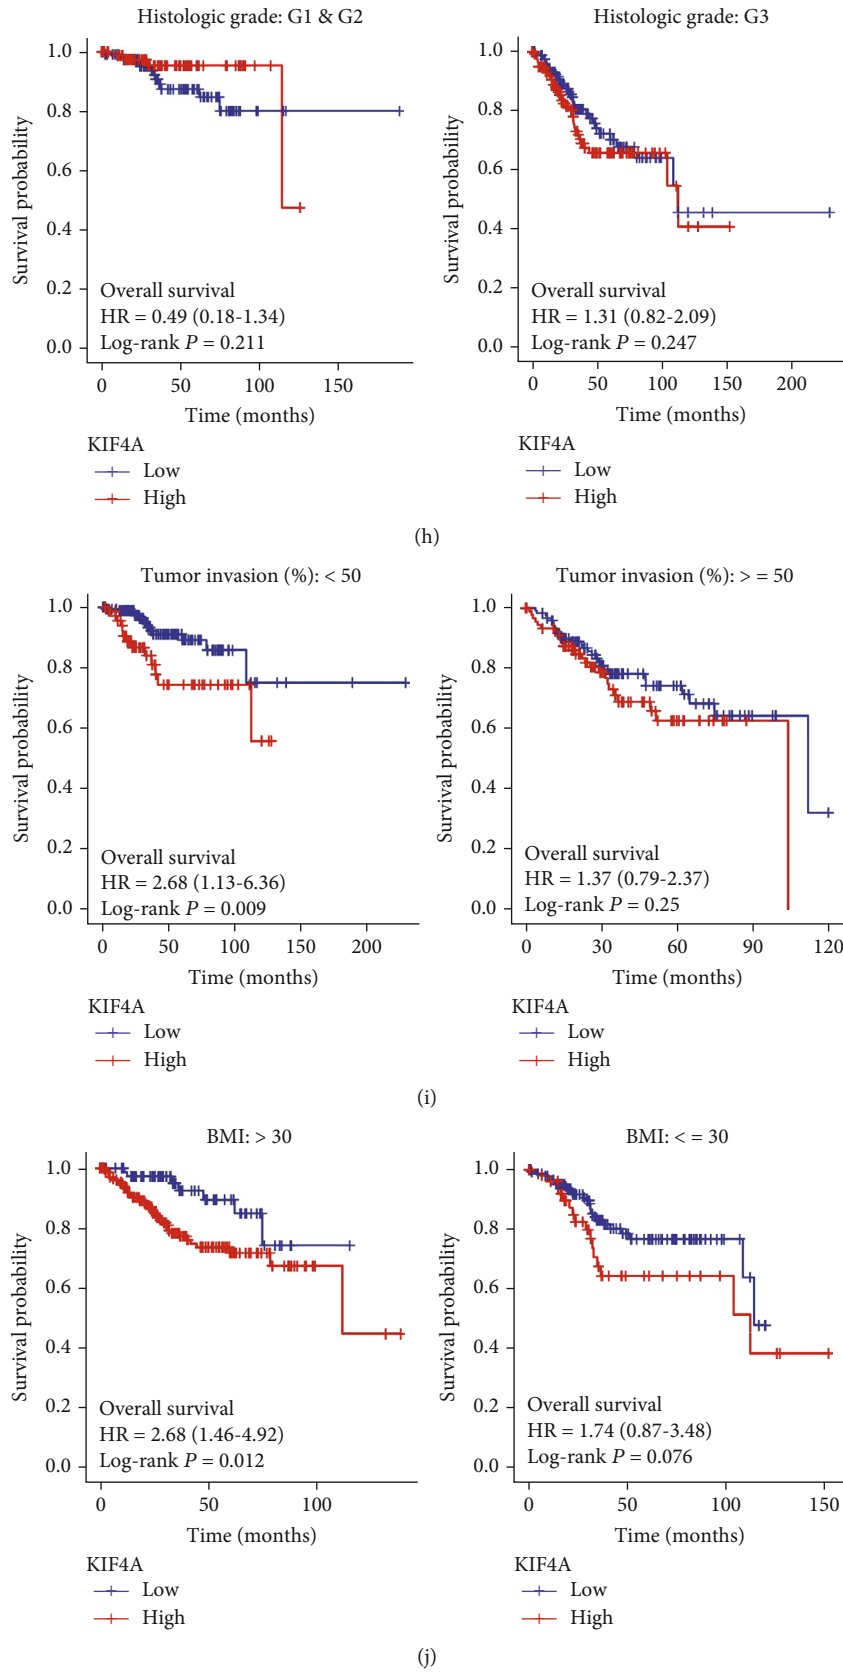 Histologic grade: G1 & G2
Survival probability
1.0
0.8
0.6
0.4
0.2
0.0
Overall survival
HR = 0.49 (0.18-1.34)
Log-rank P = 0.211
0 50 100 150
Time (months)
KIF4A
Low
High
Histologic grade: G3
Survival probability
1.0
0.8
0.6
0.4
0.2
0.0
Overall survival
HR = 1.31 (0.82-2.09)
Log-rank P = 0.247
0 50 100 150 200
Time (months)
KIF4A
Low
High
(h)
Tumor invasion (%): < 50
Survival probability
1.0
0.8
0.6
0.4
0.2
0.0
Overall survival
HR = 2.68 (1.13-6.36)
Log-rank P = 0.009
0 50 100 150 200
Time (months)
KIF4A
Low
High
Tumor invasion (%): > = 50
Survival probability
1.0
0.8
0.6
0.4
0.2
0.0
Overall survival
HR = 1.37 (0.79-2.37)
Log-rank P = 0.25
0 30 60 90 120
Time (months)
KIF4A
Low
High
(i)
BMI: > 30
Survival probability
1.0
0.8
0.6
0.4
0.2
0.0
Overall survival
HR = 2.68 (1.46-4.92)
Log-rank P = 0.012
0 50 100
Time (months)
KIF4A
Low
High
BMI: < = 30
Survival probability
1.0
0.8
0.6
0.4
0.2
0.0
Overall survival
HR = 1.74 (0.87-3.48)
Log-rank P = 0.076
0 50 100 150
Time (months)
KIF4A
Low
High
(j)